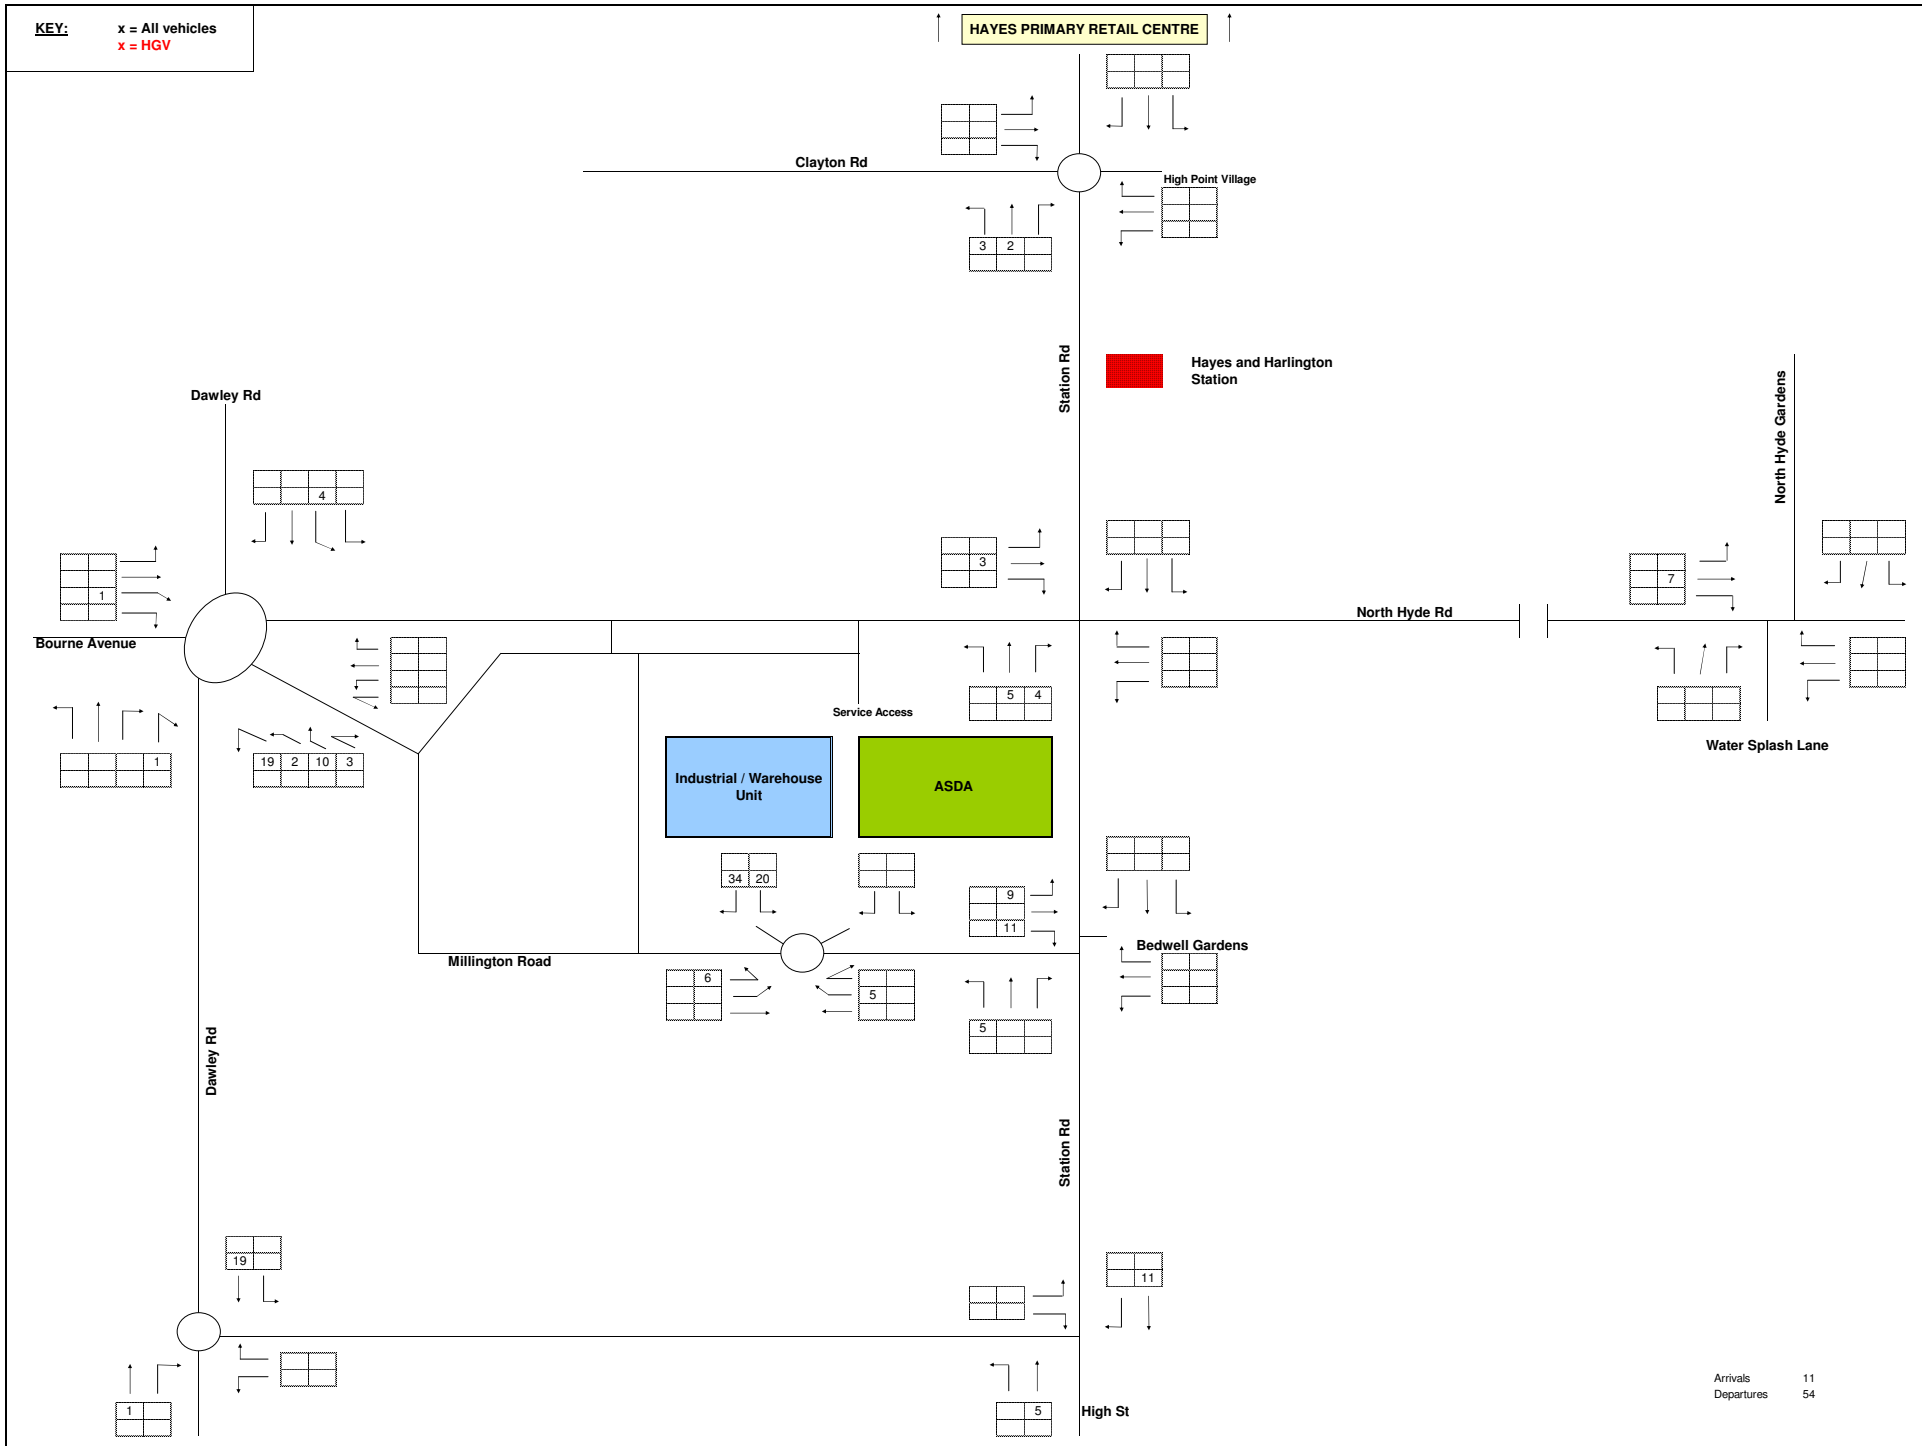 KEY: x = All vehicles
x = HGV
HAYES PRIMARY RETAIL CENTRE
Clayton Rd
High Point Village
3 2
Station Rd
Hayes and Harlington
Station
North Hyde Gardens
Dawley Rd
4
3
7
1
North Hyde Rd
Bourne Avenue
5 4
Service Access
Water Splash Lane
1
19 2 10 3
Industrial / Warehouse
Unit
ASDA
34 20
9
11
Bedwell Gardens
Millington Road
6
5
5
Dawley Rd
Station Rd
19
11
1
5
High St
Arrivals 11
Departures 54